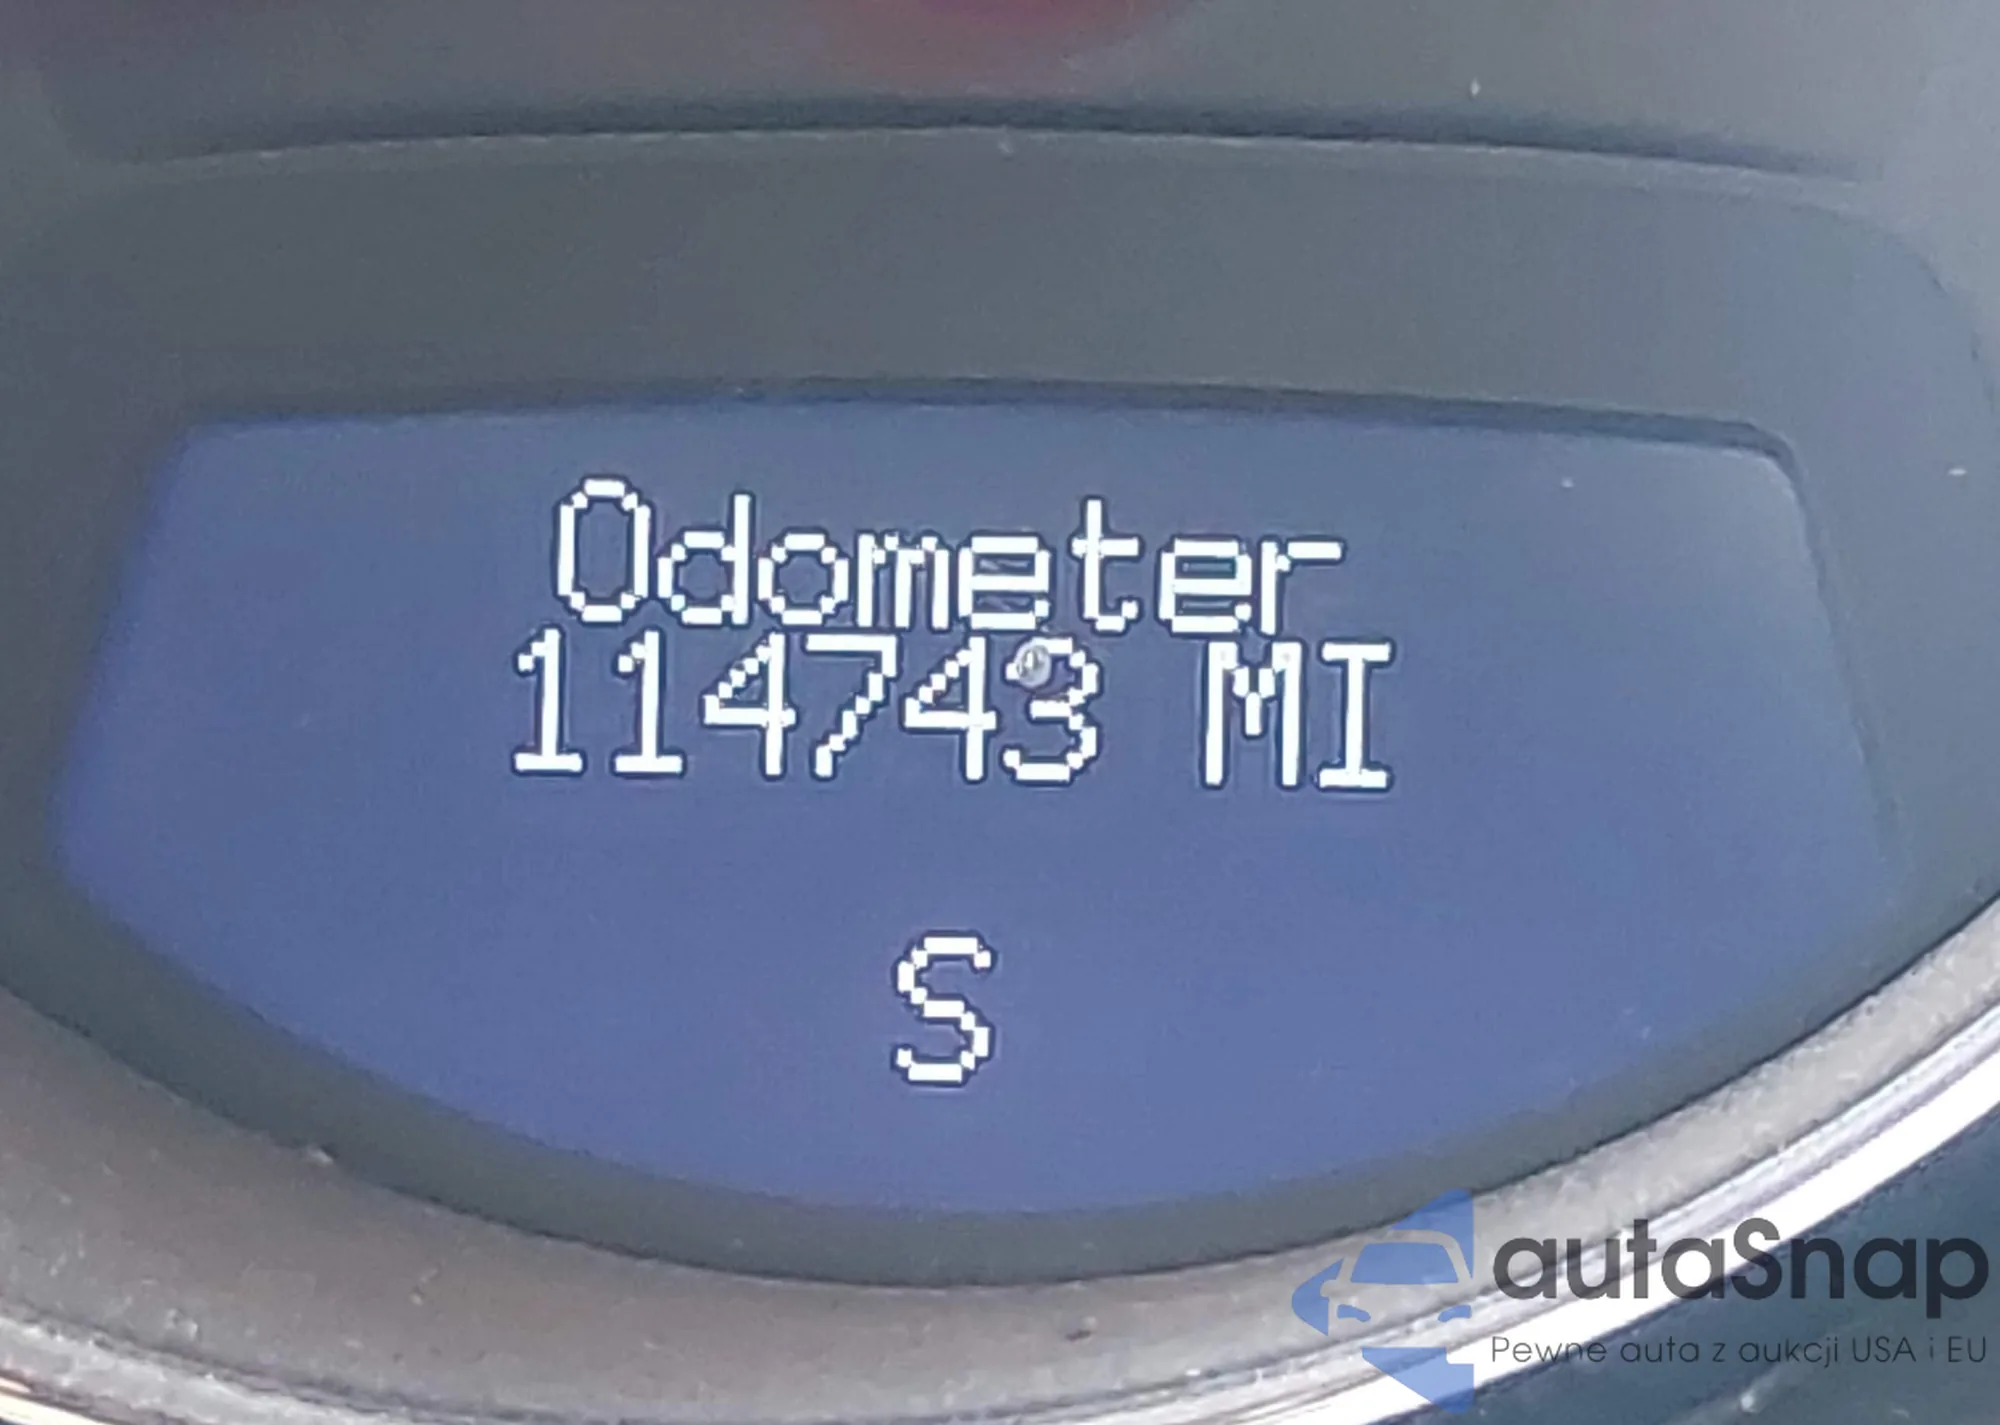 Odometer
114743 MI
S
autaSnap
Pewne auta z aukcji USA i EU